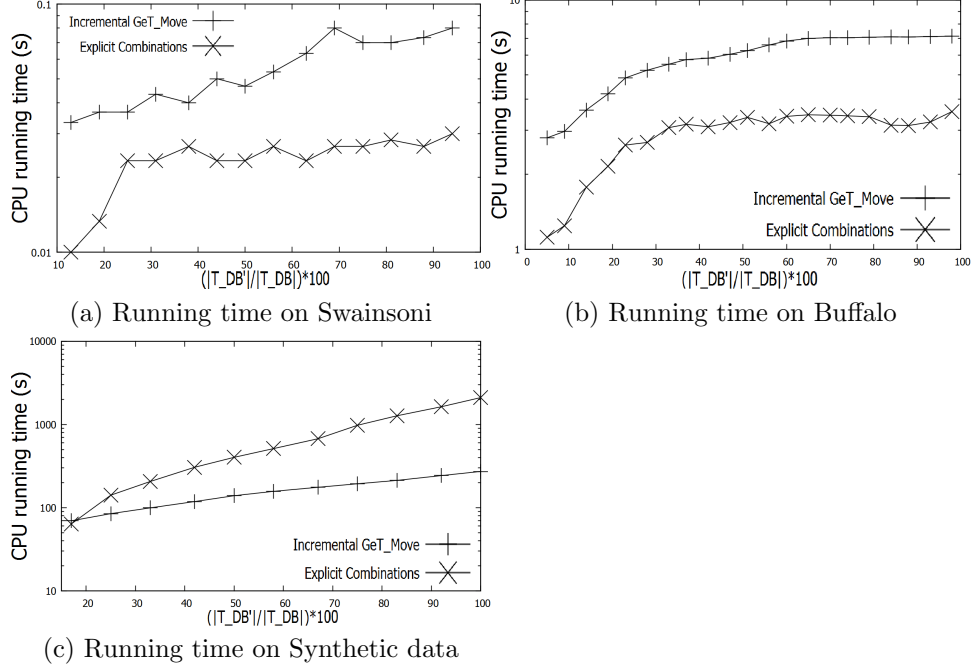 0.1
Incremental GeT_Move
Explicit Combinations
CPU running time (s)
0.01
10 20 30 40 50 60 70 80 90 100
(|T_DB'|/|T_DB|)*100
(a) Running time on Swainsoni
10
CPU running time (s)
Incremental GeT_Move
Explicit Combinations
1
0 10 20 30 40 50 60 70 80 90 100
(|T_DB'|/|T_DB|)*100
(b) Running time on Buffalo
10000
1000
100
10
CPU running time (s)
Incremental GeT_Move
Explicit Combinations
20 30 40 50 60 70 80 90 100
(|T_DB'|/|T_DB|)*100
(c) Running time on Synthetic data